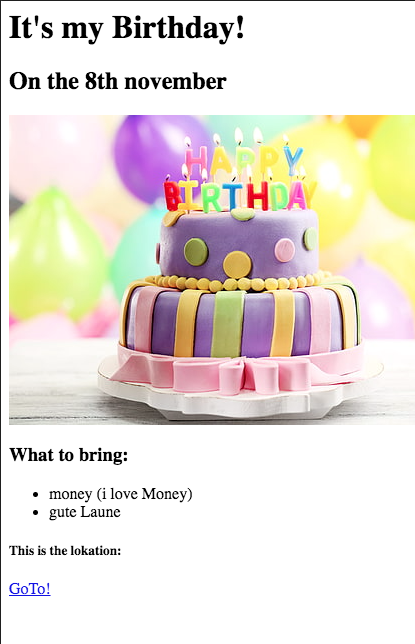 It's my Birthday!
On the 8th november
HAPPY
BIRTHDAY
What to bring:
money (i love Money)
gute Laune
This is the lokation:
GoTo!